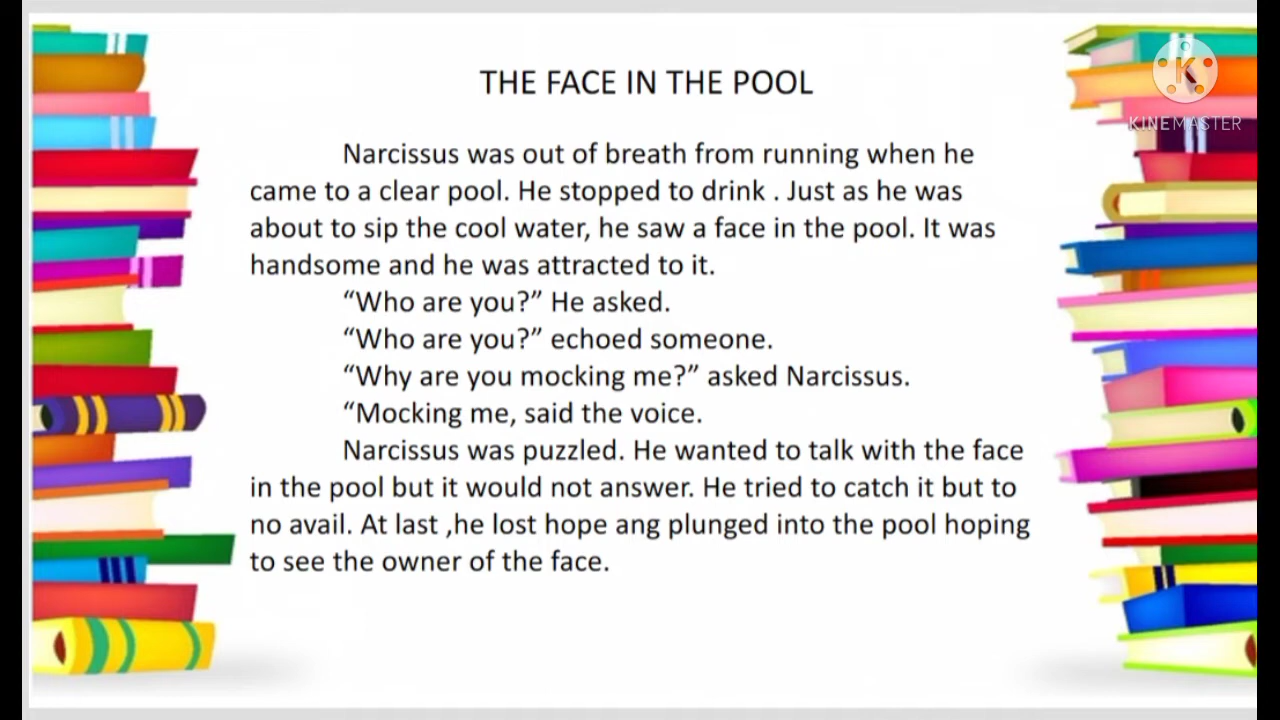 THE FACE IN THE POOL
KINEMASTER
Narcissus was out of breath from running when he
came to a clear pool. He stopped to drink . Just as he was
about to sip the cool water, he saw a face in the pool. It was
handsome and he was attracted to it.
“Who are you?” He asked.
“Who are you?” echoed someone.
“Why are you mocking me?” asked Narcissus.
“Mocking me, said the voice.
Narcissus was puzzled. He wanted to talk with the face
in the pool but it would not answer. He tried to catch it but to
no avail. At last ,he lost hope ang plunged into the pool hoping
to see the owner of the face.